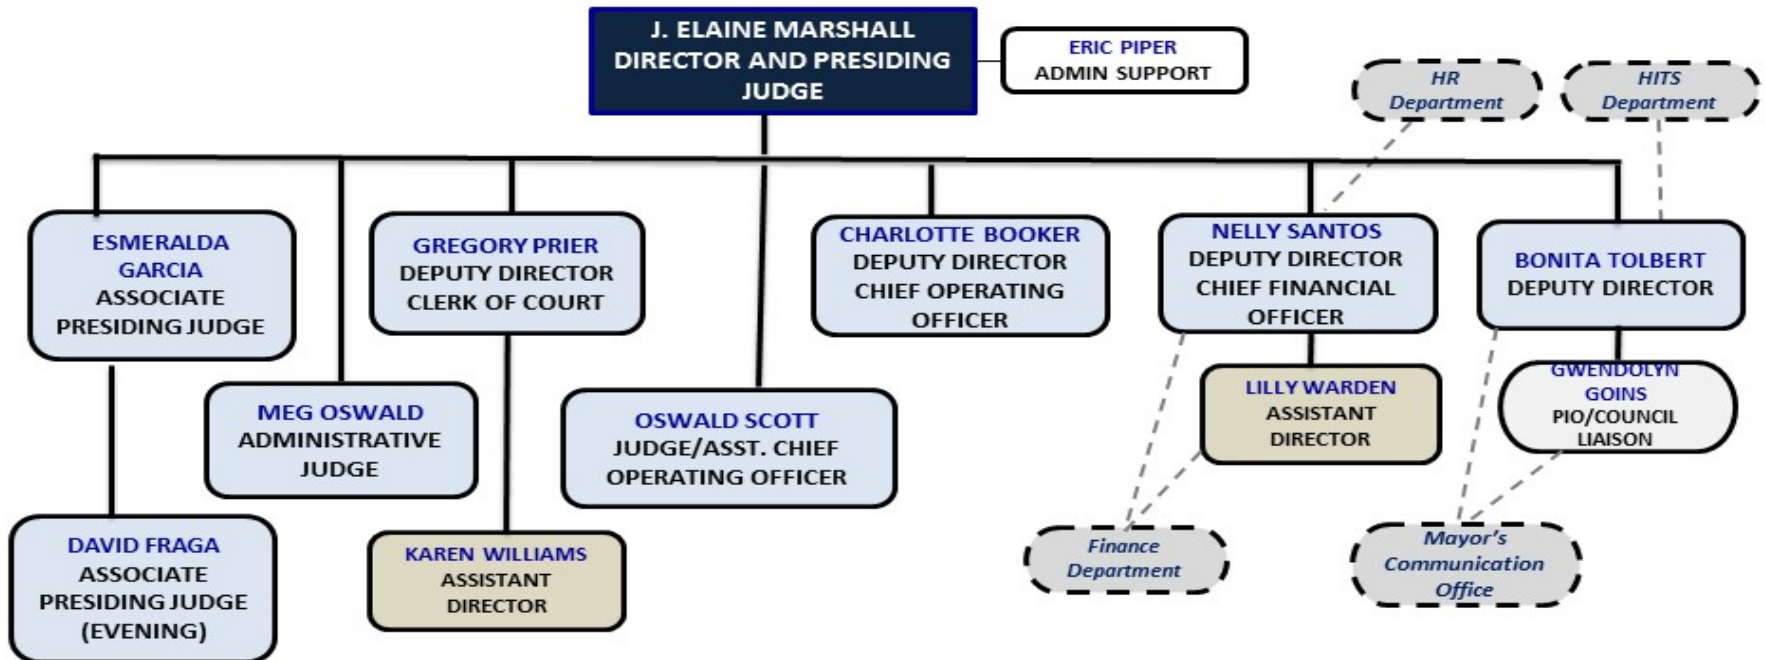 J. ELAINE MARSHALL
DIRECTOR AND PRESIDING
JUDGE
ERIC PIPER
ADMIN SUPPORT
HR
Department
HITS
Department
ESMERALDA
GARCIA
ASSOCIATE
PRESIDING JUDGE
GREGORY PRIER
DEPUTY DIRECTOR
CLERK OF COURT
CHARLOTTE BOOKER
DEPUTY DIRECTOR
CHIEF OPERATING
OFFICER
NELLY SANTOS
DEPUTY DIRECTOR
CHIEF FINANCIAL
OFFICER
BONITA TOLBERT
DEPUTY DIRECTOR
MEG OSWALD
ADMINISTRATIVE
JUDGE
OSWALD SCOTT
JUDGE/ASST. CHIEF
OPERATING OFFICER
LILLY WARDEN
ASSISTANT
DIRECTOR
GWENDOLYN
GOINS
PIO/COUNCIL
LIAISON
DAVID FRAGA
ASSOCIATE
PRESIDING JUDGE
(EVENING)
KAREN WILLIAMS
ASSISTANT
DIRECTOR
Finance
Department
Mayor's
Communication
Office